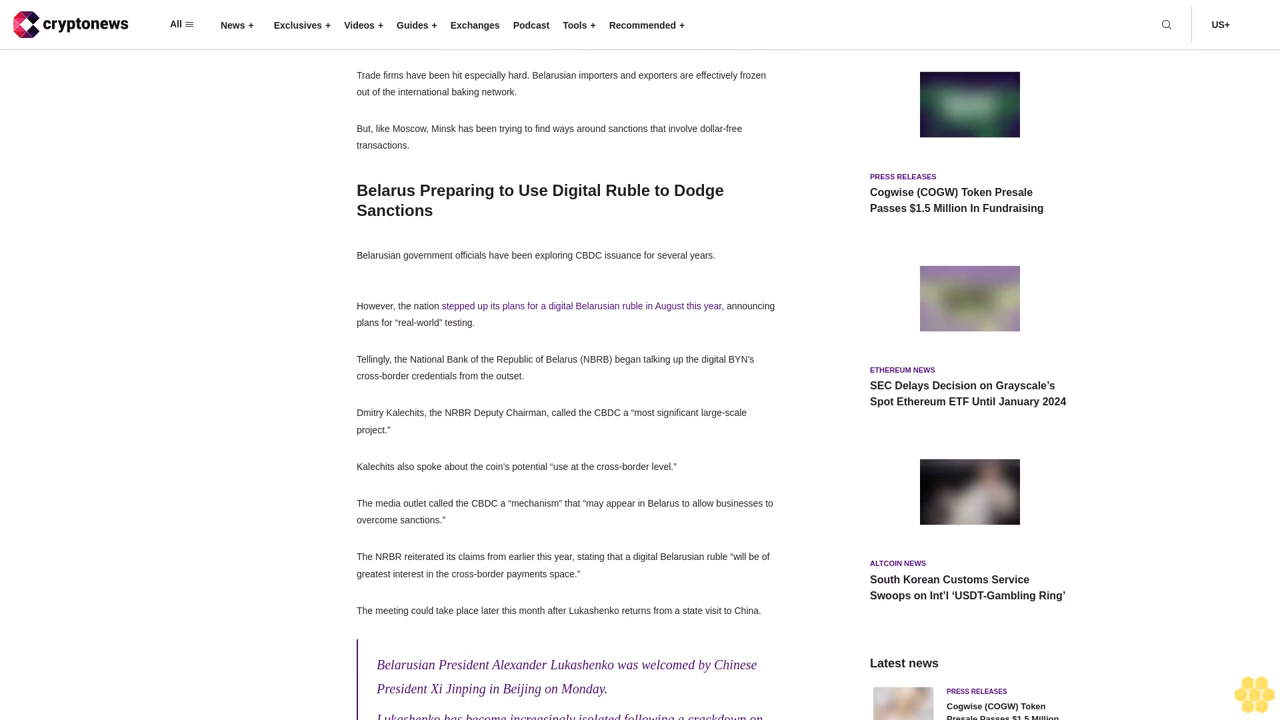 cryptonews
All
News +
Exclusives +
Videos +
Guides +
Exchanges
Podcast
Tools +
Recommended +
US+
Trade firms have been hit especially hard. Belarusian importers and exporters are effectively frozen
out of the international baking network.
But, like Moscow, Minsk has been trying to find ways around sanctions that involve dollar-free
transactions.
Belarus Preparing to Use Digital Ruble to Dodge
Sanctions
Belarusian government officials have been exploring CBDC issuance for several years.
However, the nation stepped up its plans for a digital Belarusian ruble in August this year, announcing
plans for “real-world” testing.
Tellingly, the National Bank of the Republic of Belarus (NBRB) began talking up the digital BYN’s
cross-border credentials from the outset.
Dmitry Kalechits, the NRBR Deputy Chairman, called the CBDC a “most significant large-scale
project.”
Kalechits also spoke about the coin’s potential “use at the cross-border level.”
The media outlet called the CBDC a “mechanism” that “may appear in Belarus to allow businesses to
overcome sanctions.”
The NRBR reiterated its claims from earlier this year, stating that a digital Belarusian ruble “will be of
greatest interest in the cross-border payments space.”
The meeting could take place later this month after Lukashenko returns from a state visit to China.
Belarusian President Alexander Lukashenko was welcomed by Chinese
President Xi Jinping in Beijing on Monday.
Lukashenko has become increasingly isolated following a crackdown on
PRESS RELEASES
Cogwise (COGW) Token Presale
Passes $1.5 Million In Fundraising
ETHEREUM NEWS
SEC Delays Decision on Grayscale’s
Spot Ethereum ETF Until January 2024
ALTCOIN NEWS
South Korean Customs Service
Swoops on Int’l ‘USDT-Gambling Ring’
Latest news
PRESS RELEASES
Cogwise (COGW) Token
Presale Passes $1.5 Million